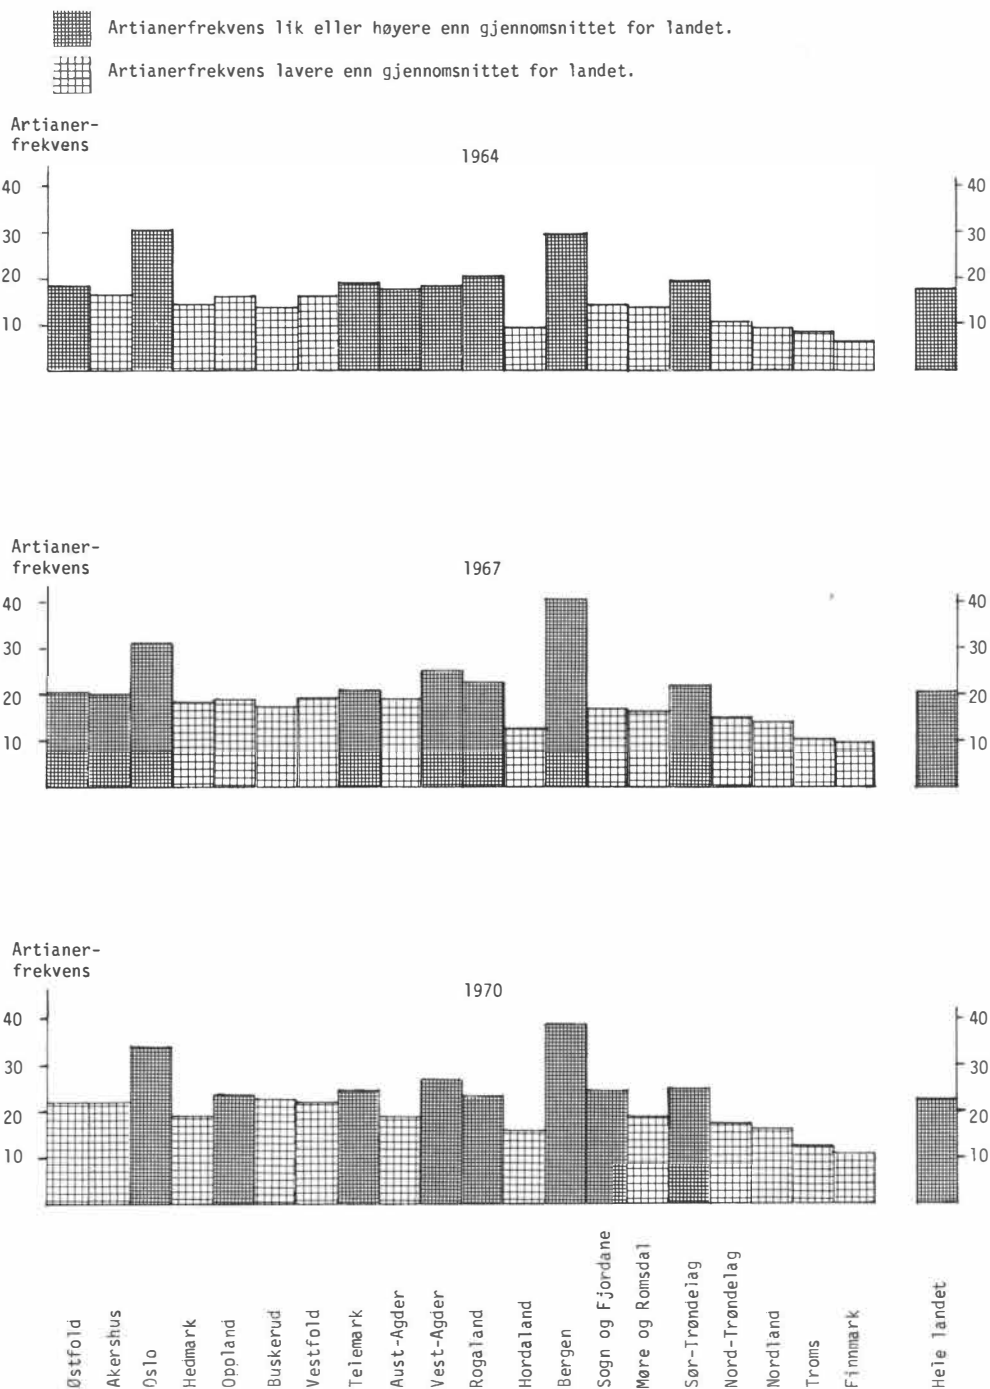 Artianerfrekvens lik eller høyere enn gjennomsnittet for landet.
Artianerfrekvens lavere enn gjennomsnittet for landet.
Artianer-
frekvens
1964
40
30
20
10
40
30
20
10
Artianer-
frekvens
1967
40
30
20
10
40
30
20
10
Artianer-
frekvens
1970
40
30
20
10
40
30
20
10
Østfold
Akershus
Oslo
Hedmark
Oppland
Buskerud
Vestfold
Telemark
Aust-Agder
Vest-Agder
Rogaland
Hordaland
Bergen
Sogn og Fjordane
Møre og Romsdal
Sør-Trøndelag
Nord-Trøndelag
Nordland
Troms
Finnmark
Hele landet